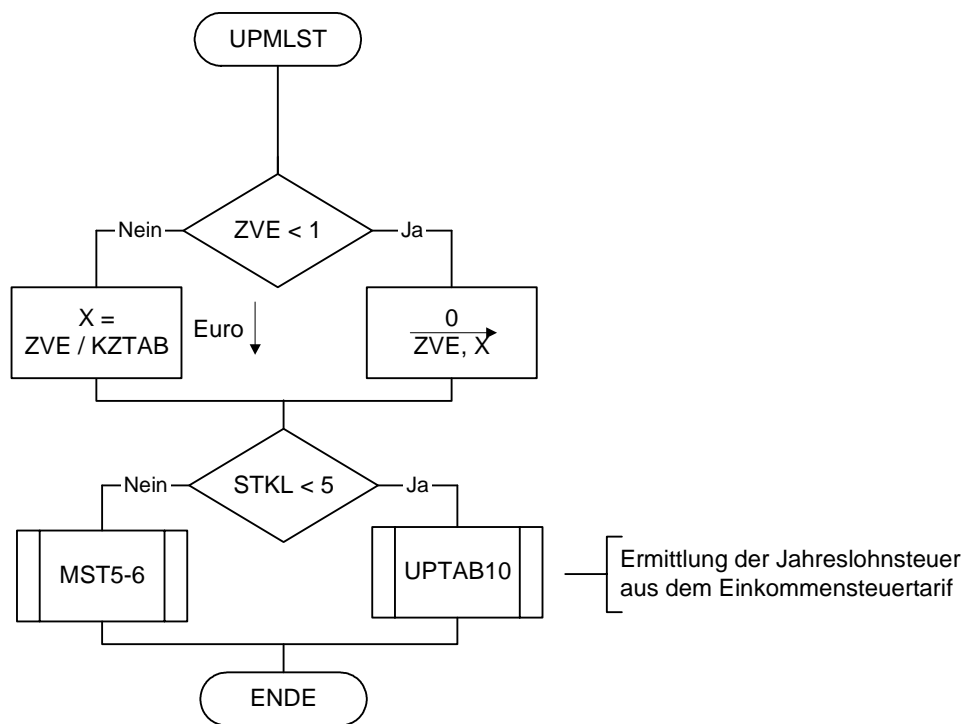 UPMLST
ZVE < 1
Nein
Ja
X =
ZVE / KZTAB
Euro
0
ZVE, X
STKL < 5
Nein
Ja
MST5-6
UPTAB10
Ermittlung der Jahreslohnsteuer
aus dem Einkommensteuertarif
ENDE